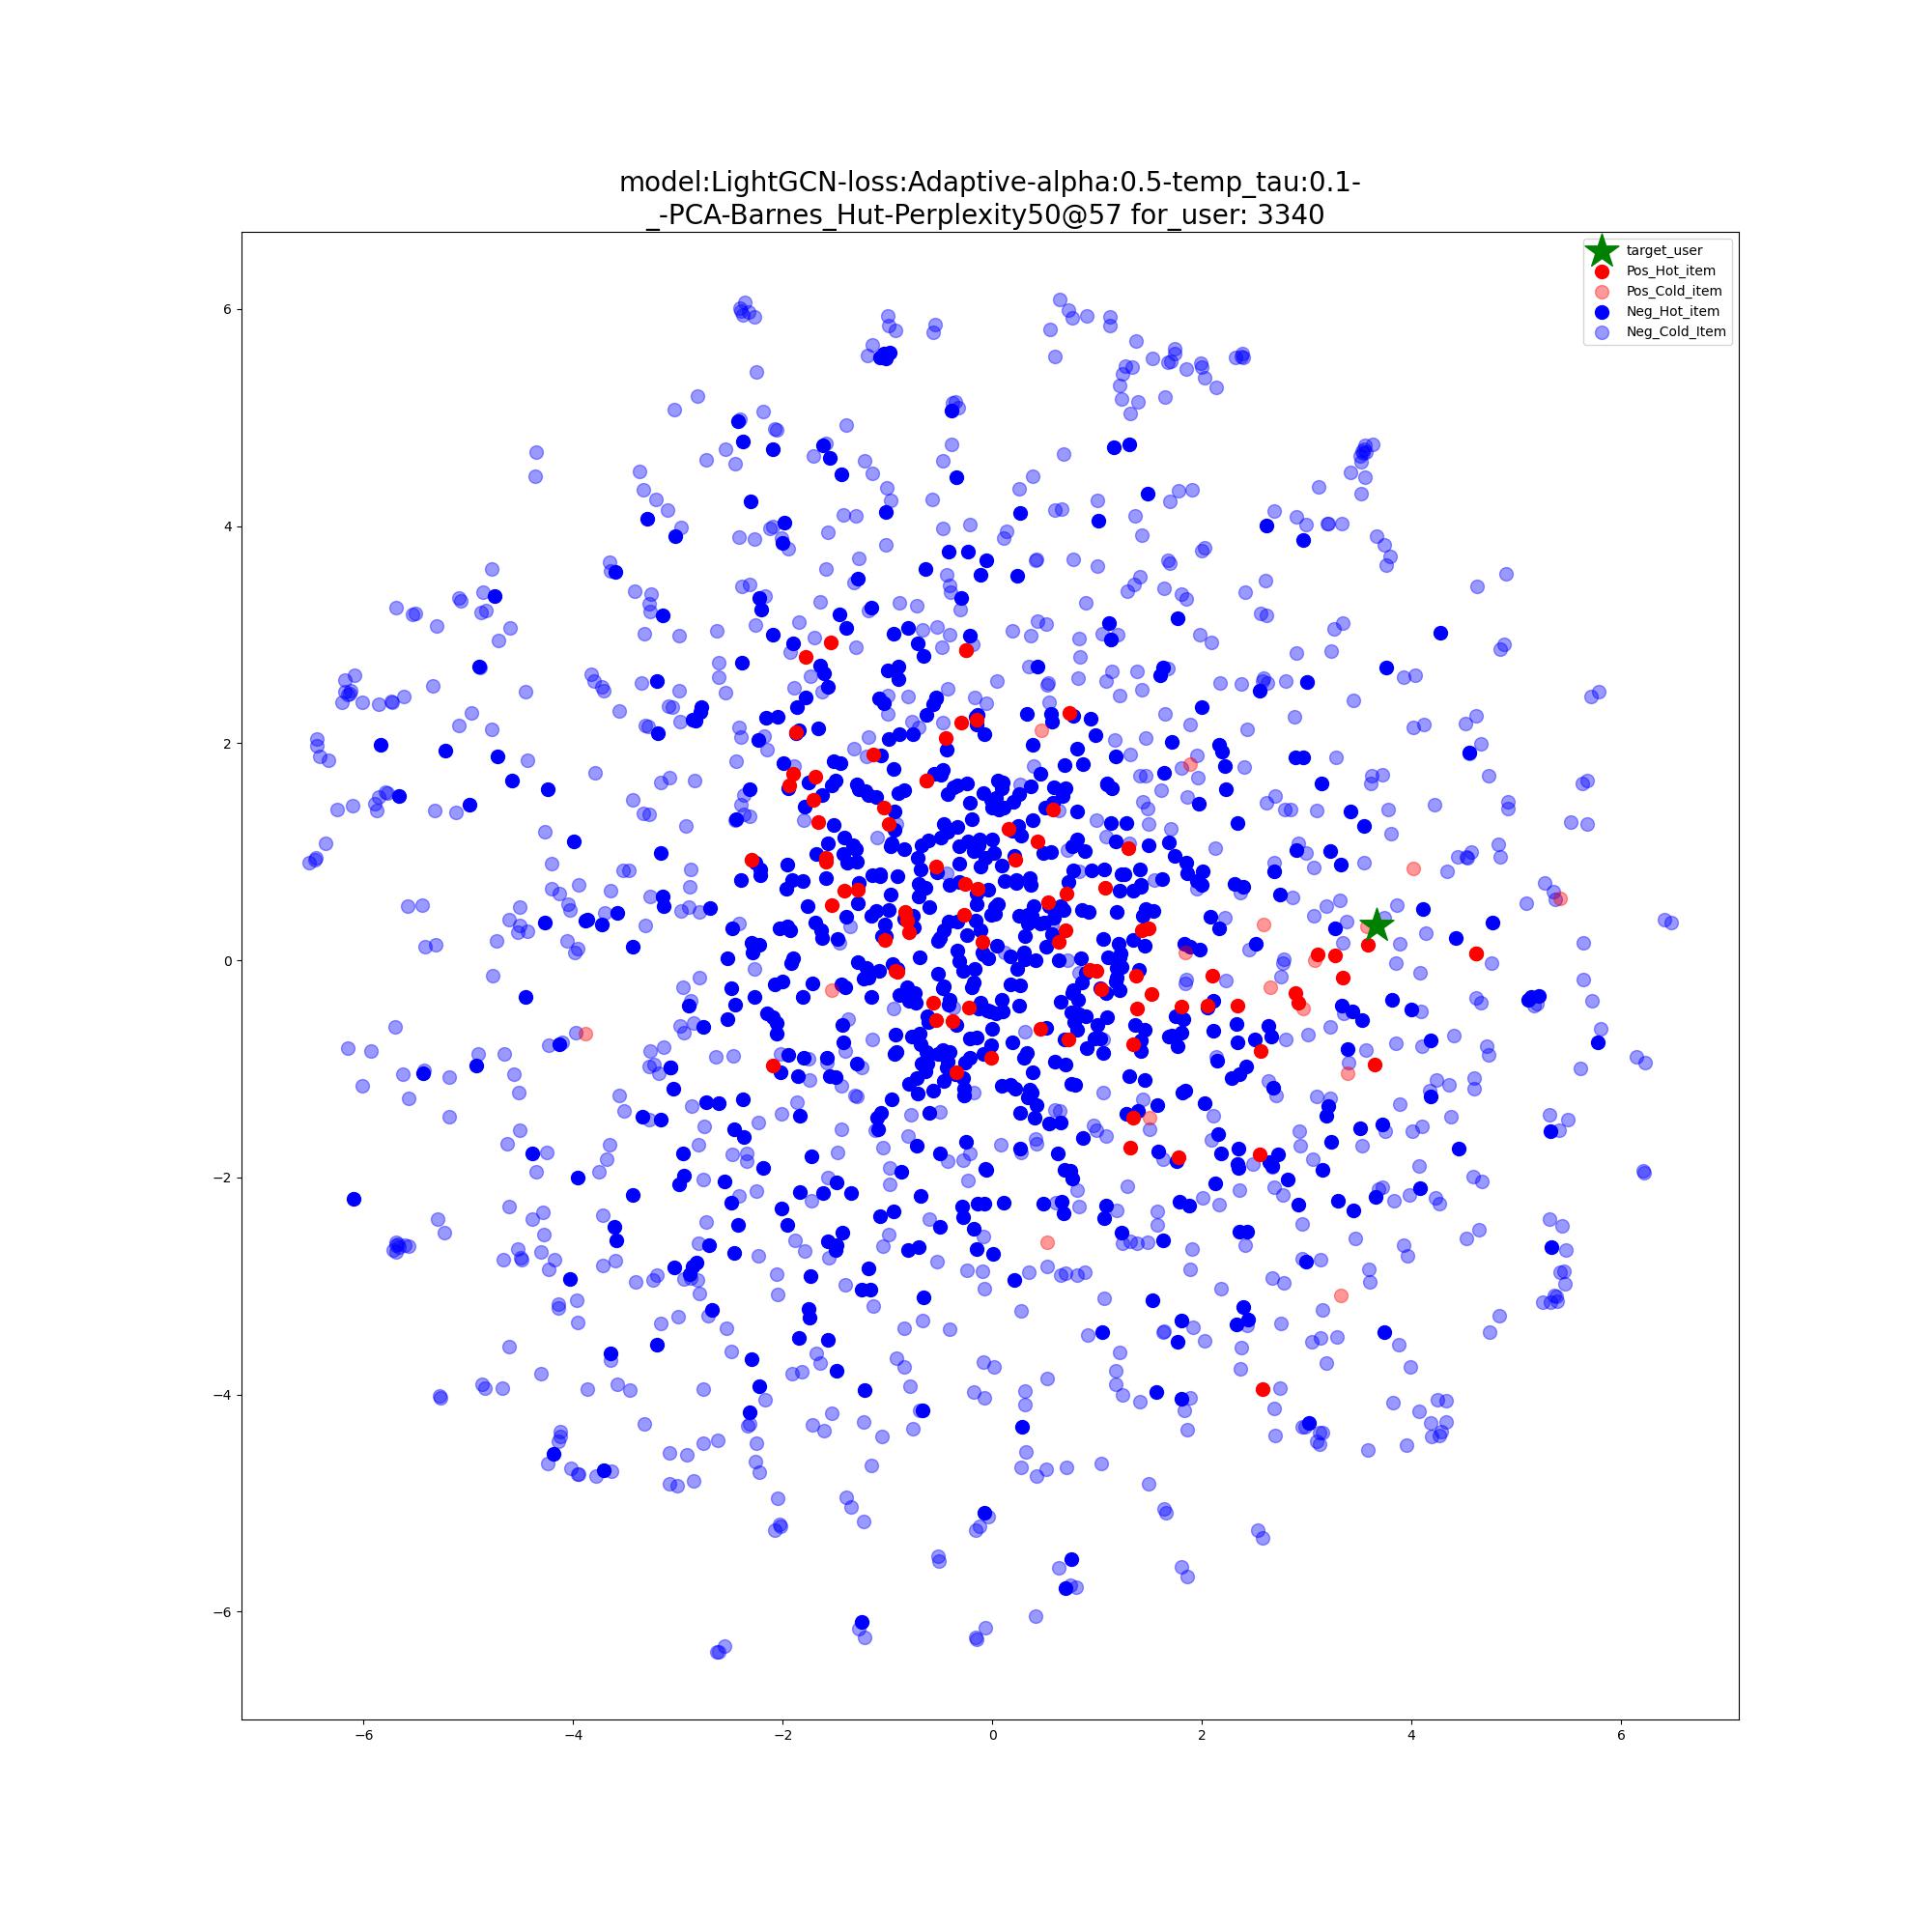 model:LightGCN-loss:Adaptive-alpha:0.5-temp_tau:0.1-
_-PCA-Barnes_Hut-Perplexity50@57 for_user: 3340
target_user
Pos_Hot_item
Pos_Cold_item
Neg_Hot_item
Neg_Cold_Item
6
4
2
0
−2
−4
−6
−6 −4 −2 0 2 4 6